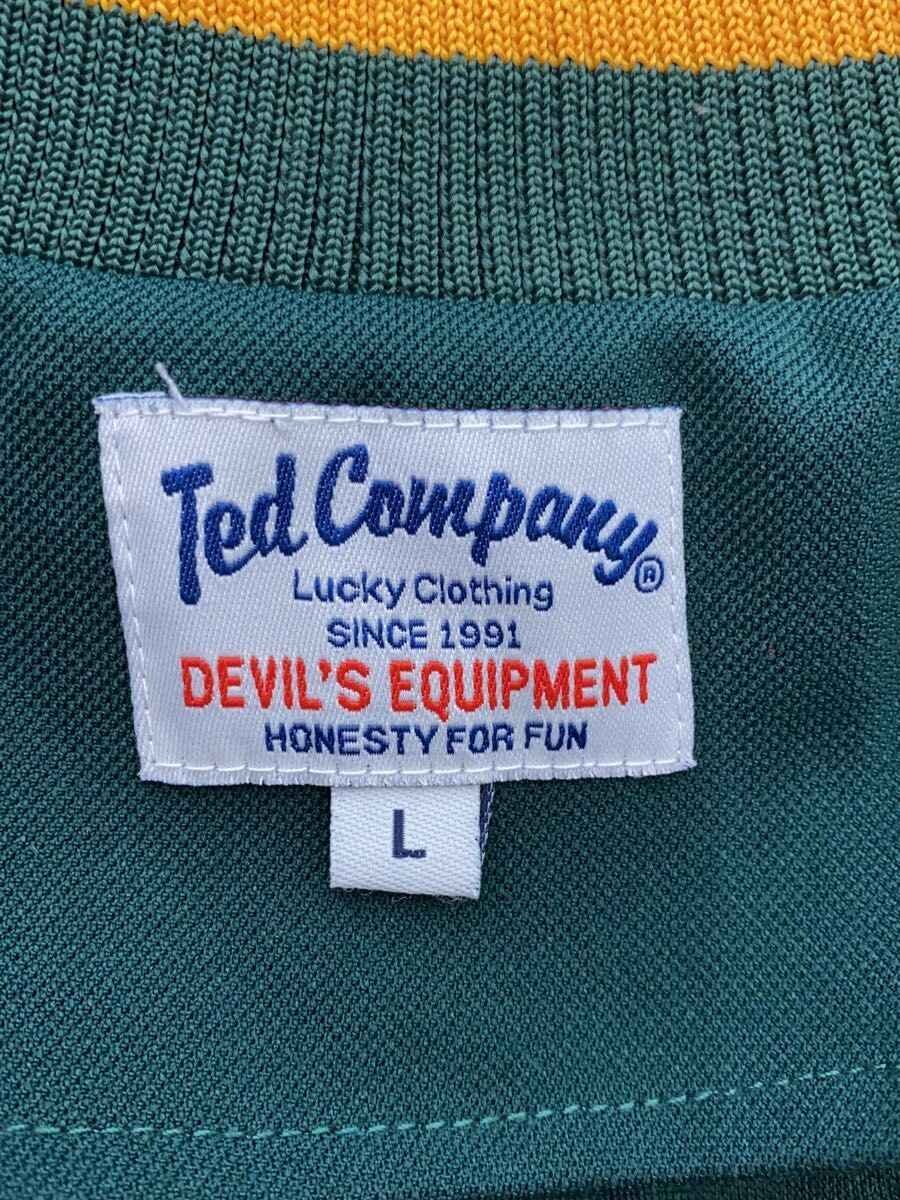 Ted Company®
Lucky Clothing
SINCE 1991
DEVIL'S EQUIPMENT
HONESTY FOR FUN
L